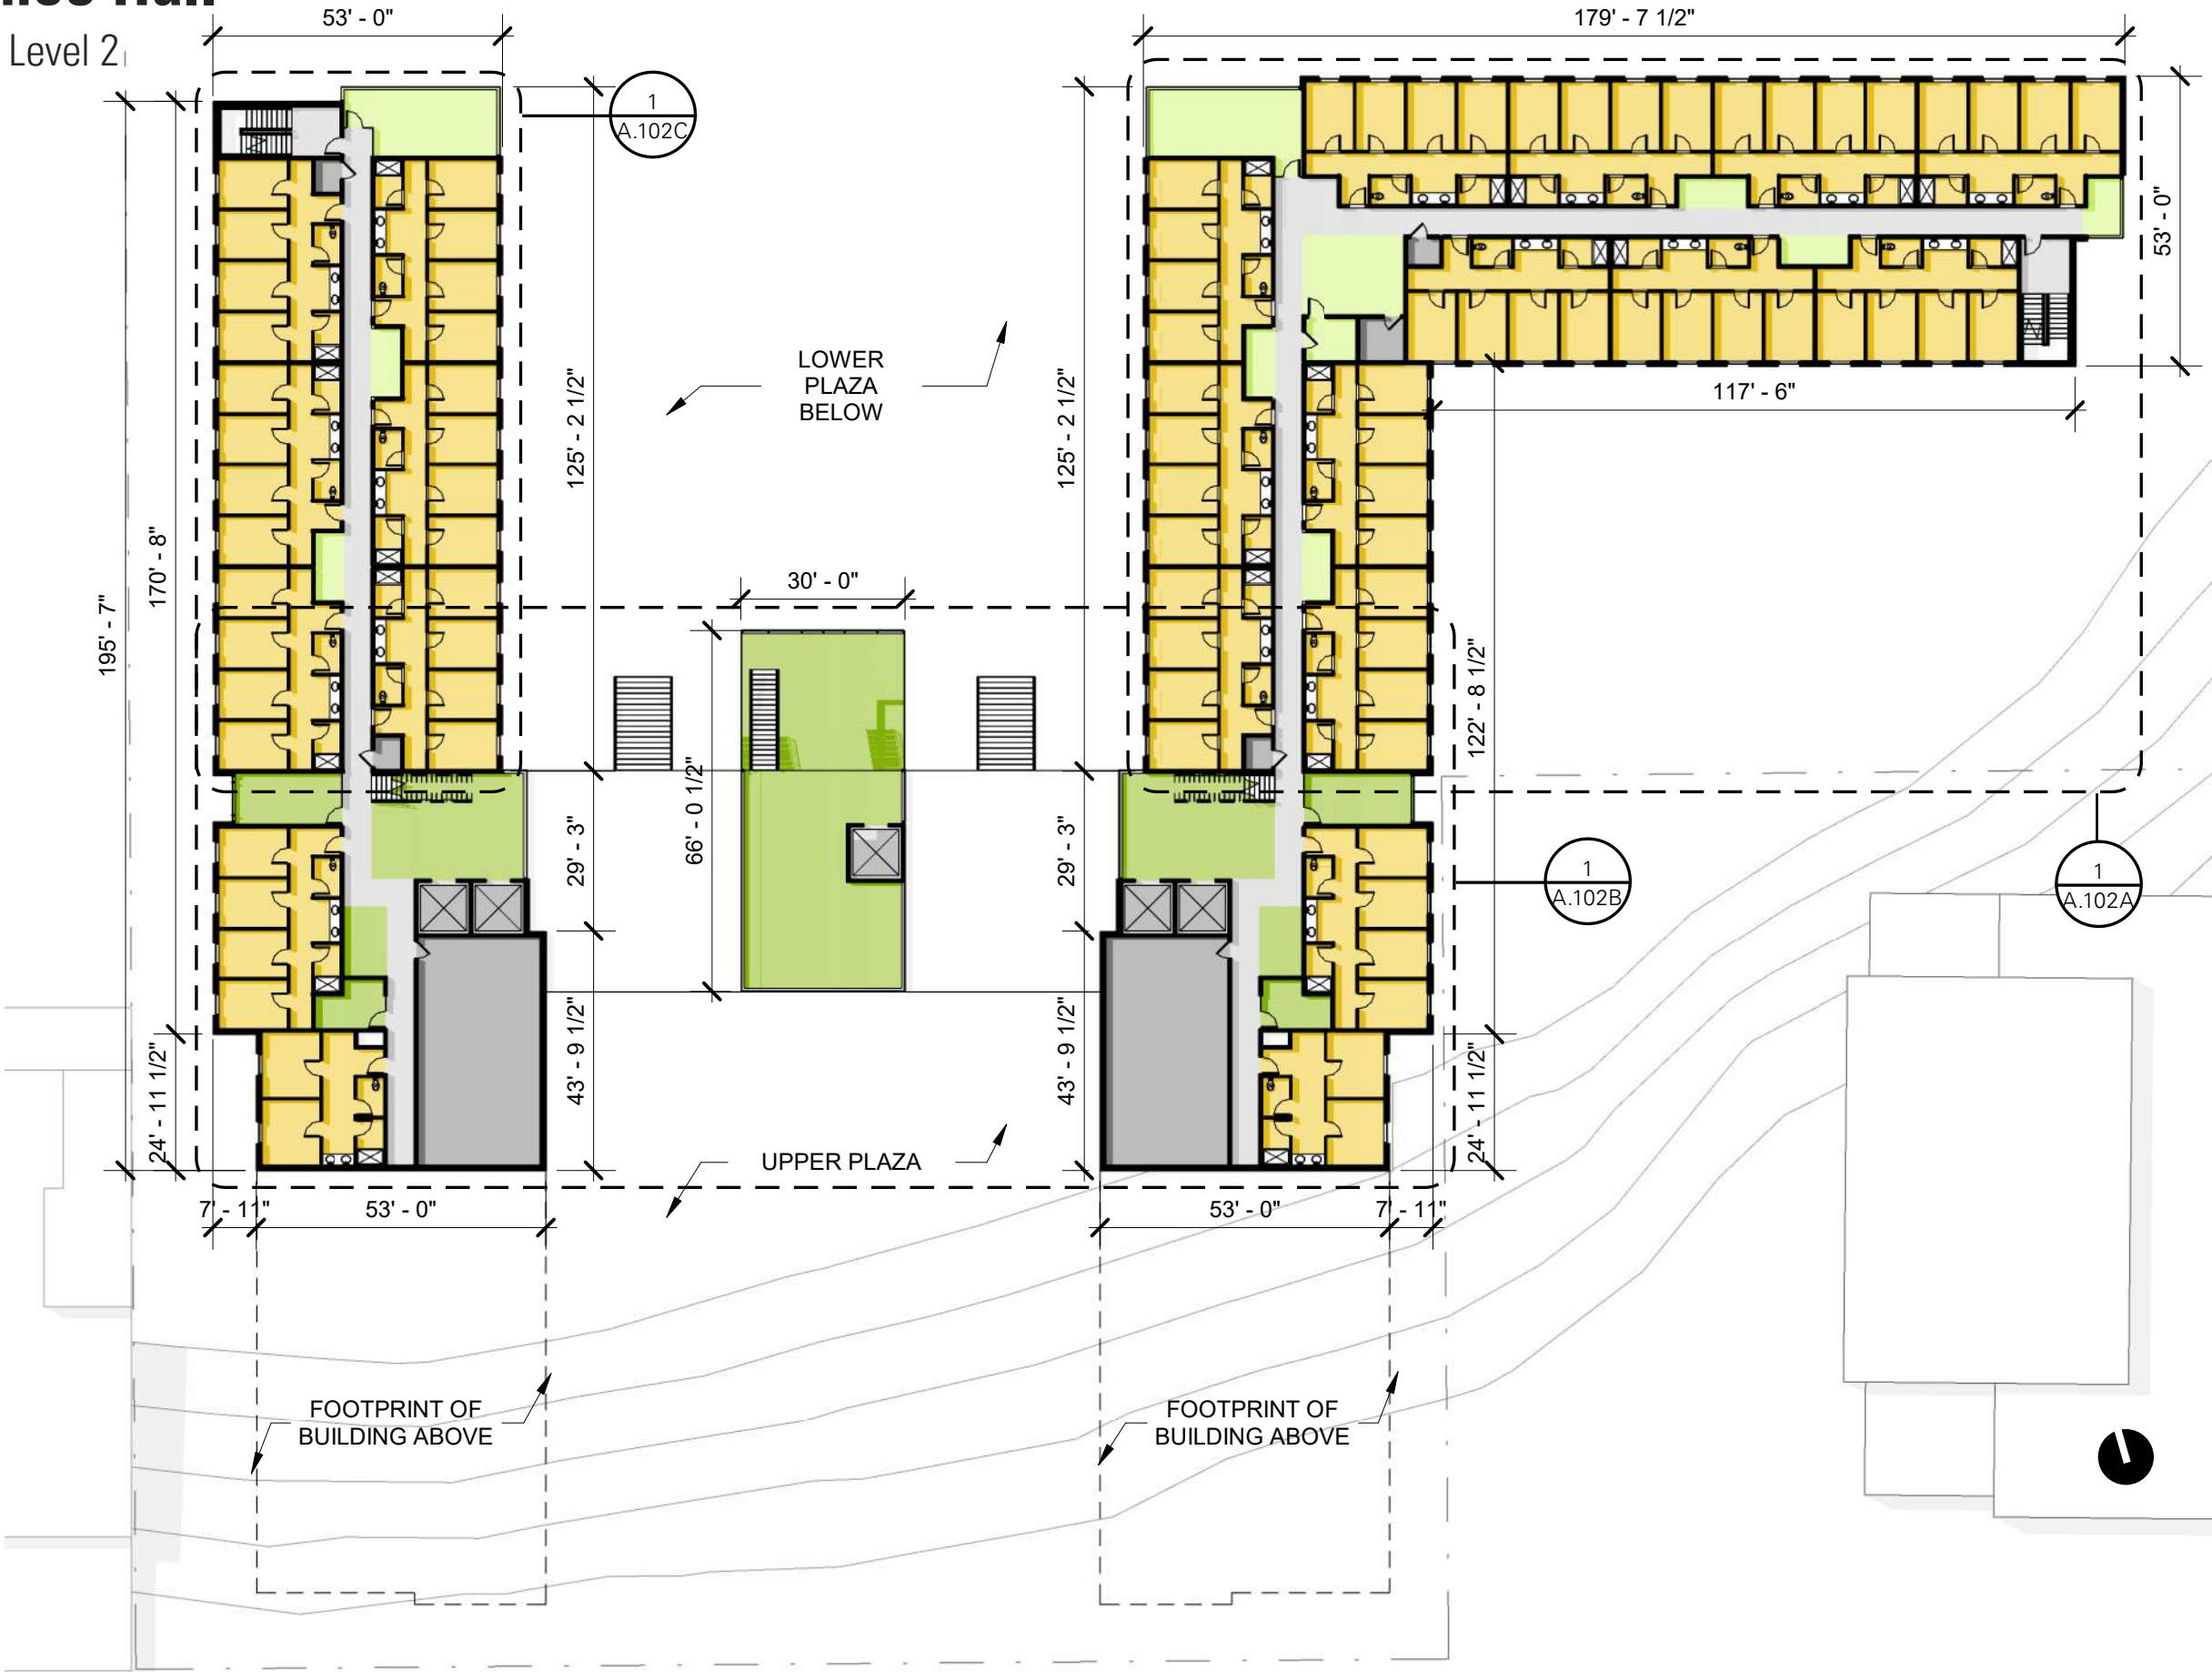 Level 2
53' - 0"
179' - 7 1/2"
1
A.102C
53' - 0"
LOWER
PLAZA
BELOW
125' - 2 1/2"
125' - 2 1/2"
117' - 6"
170' - 8"
195' - 7"
30' - 0"
122' - 8 1/2"
66' - 0 1/2"
29' - 3"
29' - 3"
1
A.102B
1
A.102A
24' - 11 1/2"
43' - 9 1/2"
43' - 9 1/2"
24' - 11 1/2"
UPPER PLAZA
7' - 11"
53' - 0"
53' - 0"
7' - 11"
FOOTPRINT OF
BUILDING ABOVE
FOOTPRINT OF
BUILDING ABOVE